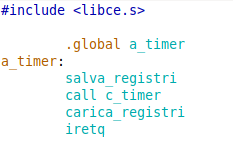 #include <libce.s>
.global a_timer
a_timer:
salva_registri
call c_timer
carica_registri
iretq